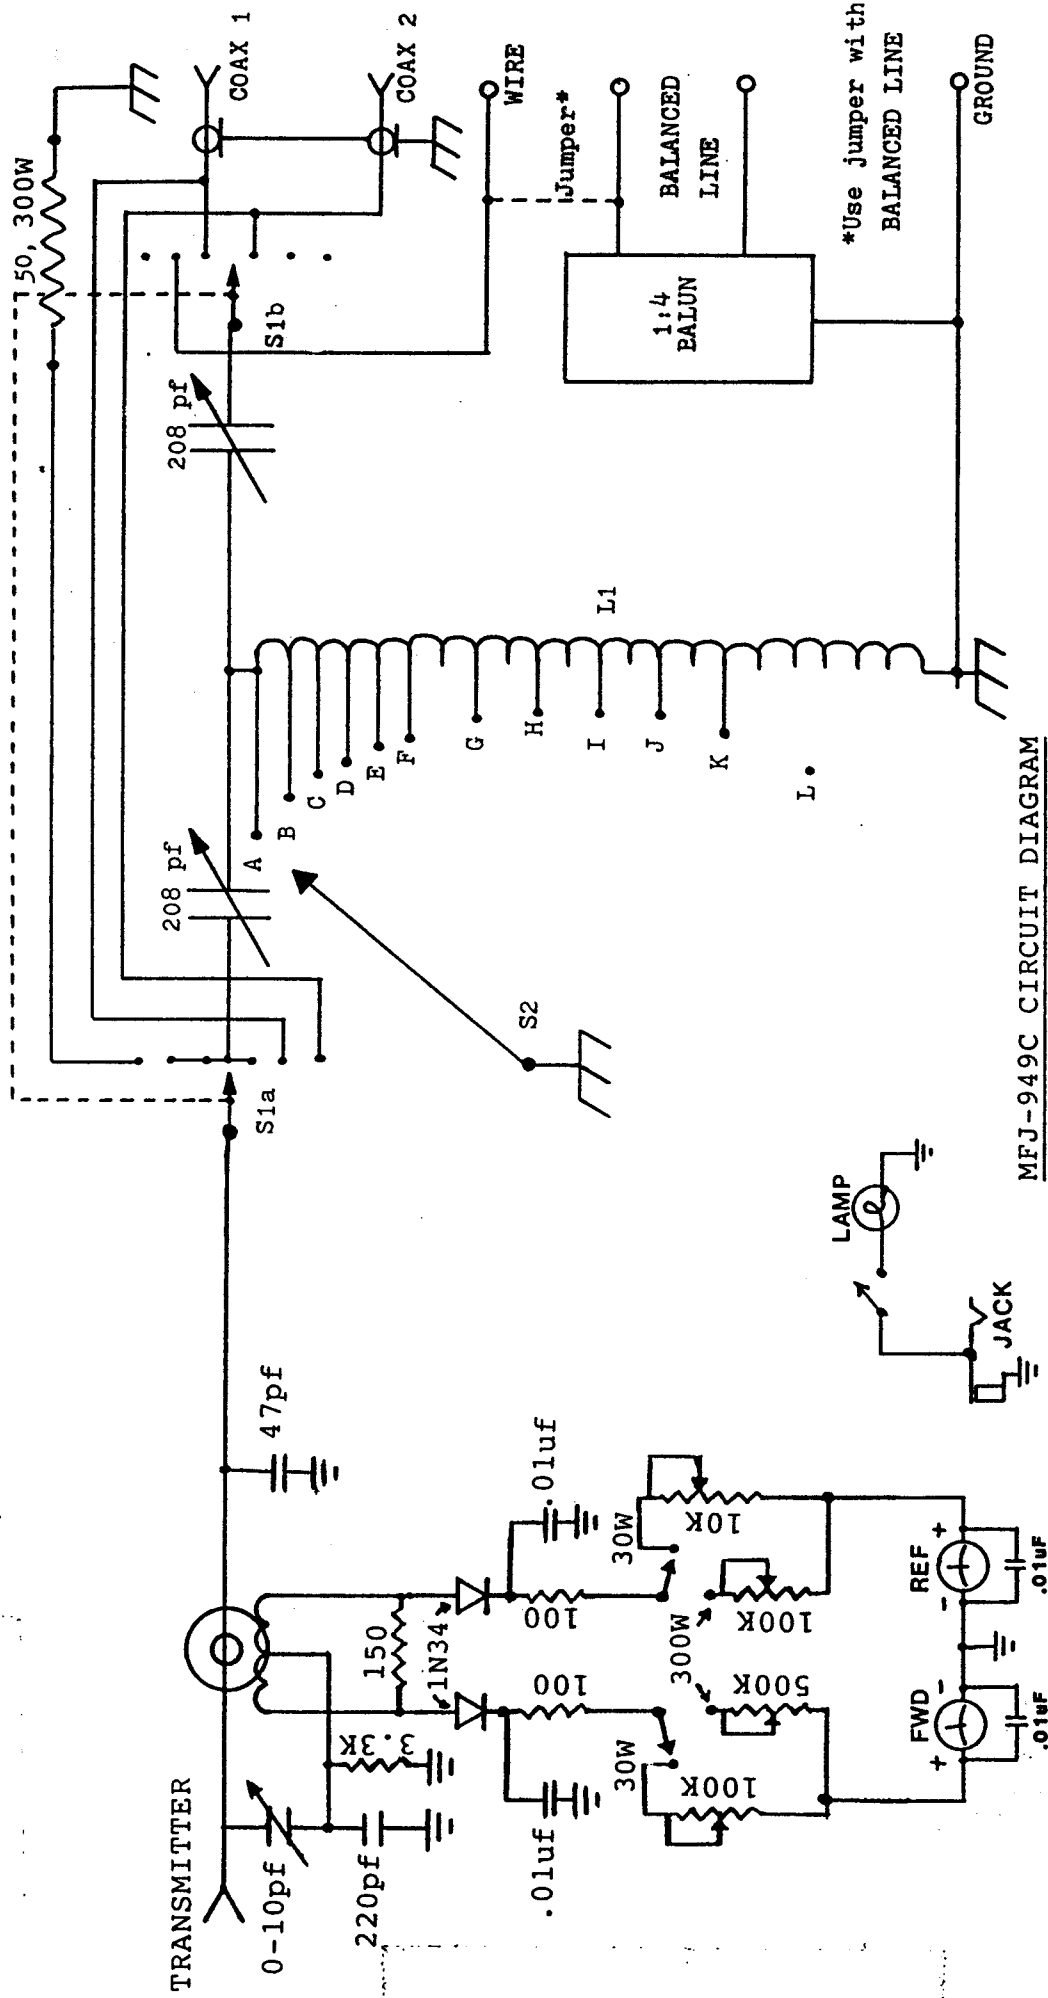 TRANSMITTER
0-10pf
220pf
3.3K
150
1N34
47pf
.01uf
.01uf
100
100
30W
30W
300W
100K
500K
100K
10K
FWD
REF
+
-
-
+
.01uF
.01uF
LAMP
JACK
S1a
208 pf
A
B
C
D
E
F
G
H
I
J
K
L
L1
S2
208 pf
S1b
50, 300W
COAX 1
COAX 2
WIRE
Jumper*
BALANCED
LINE
1:4
BALUN
GROUND
*Use jumper with
BALANCED LINE
MFJ-949C CIRCUIT DIAGRAM